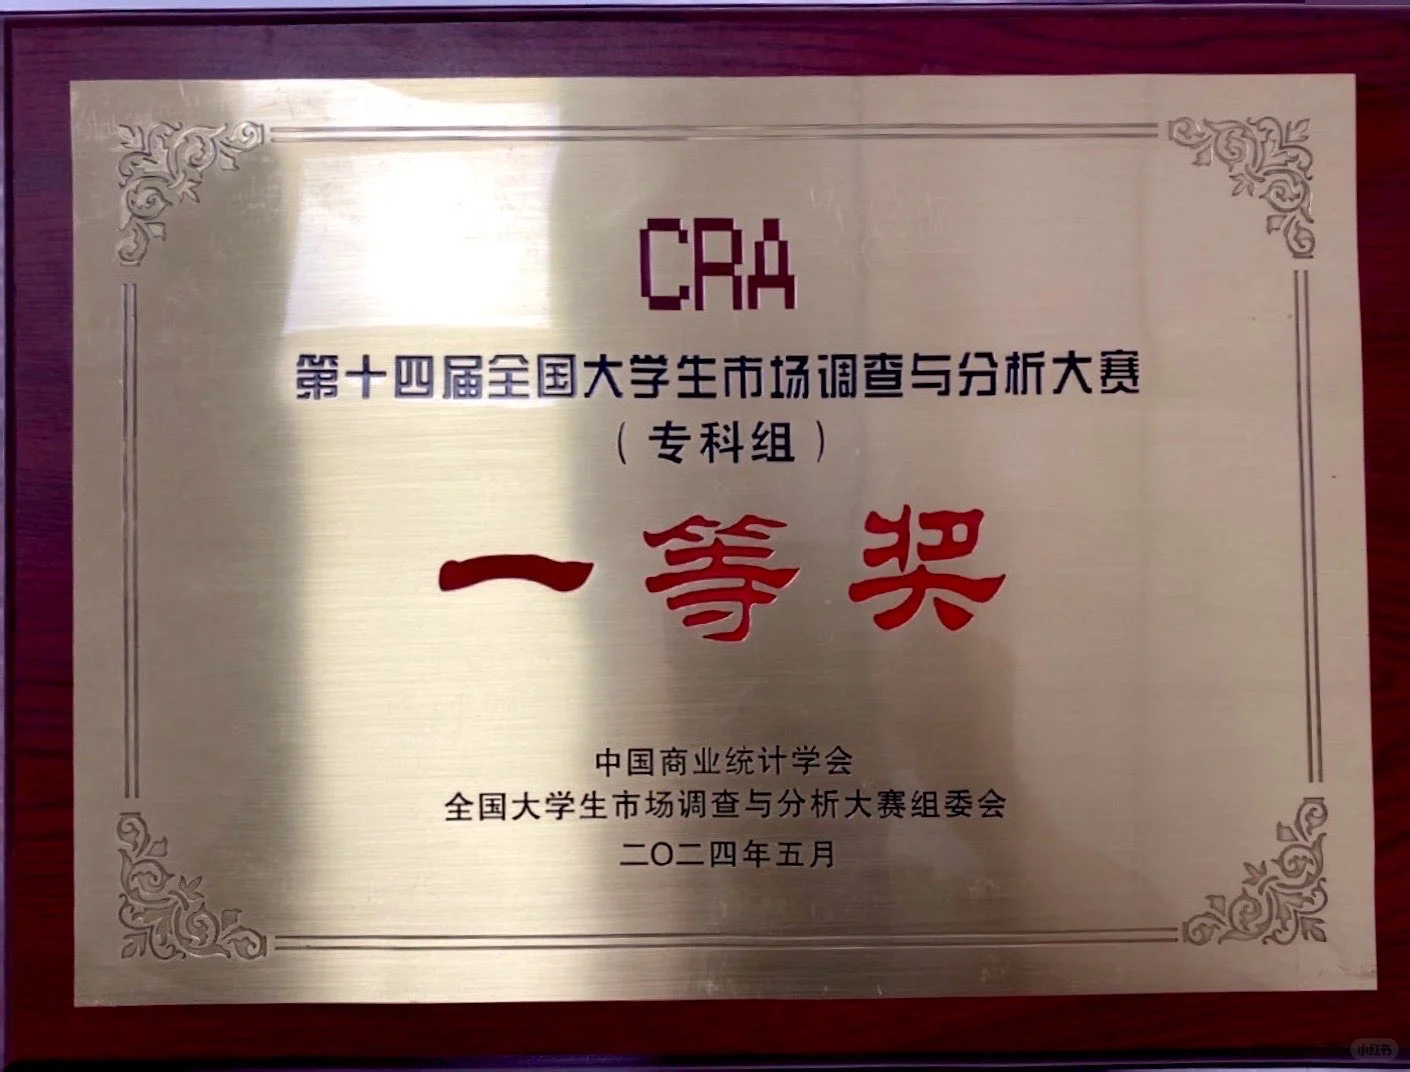 CRA
第十四届全国大学生市场调查与分析大赛
（专科组）
一等奖
中国商业统计学会
全国大学生市场调查与分析大赛组委会
二〇二四年五月
小红书